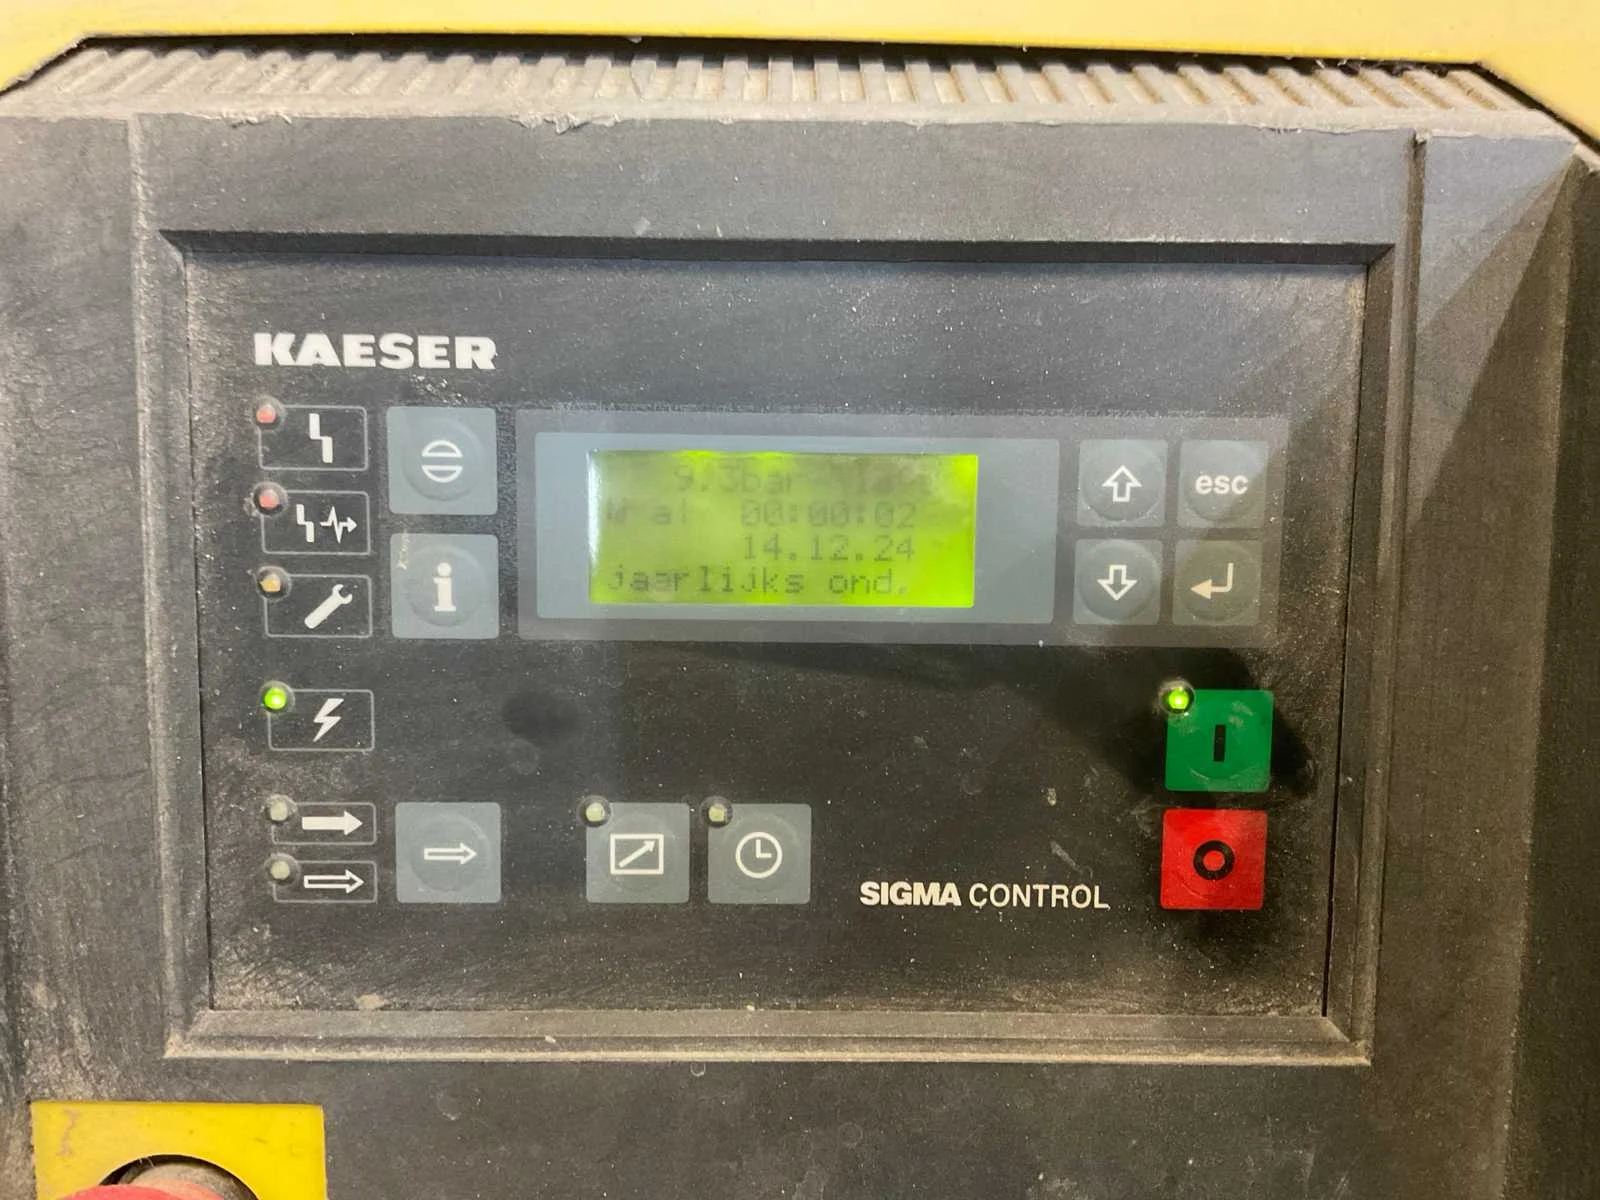 KAESER
9.3bar
00:00:02
14.12.24
jaarlijks ond.
esc
i
SIGMA CONTROL